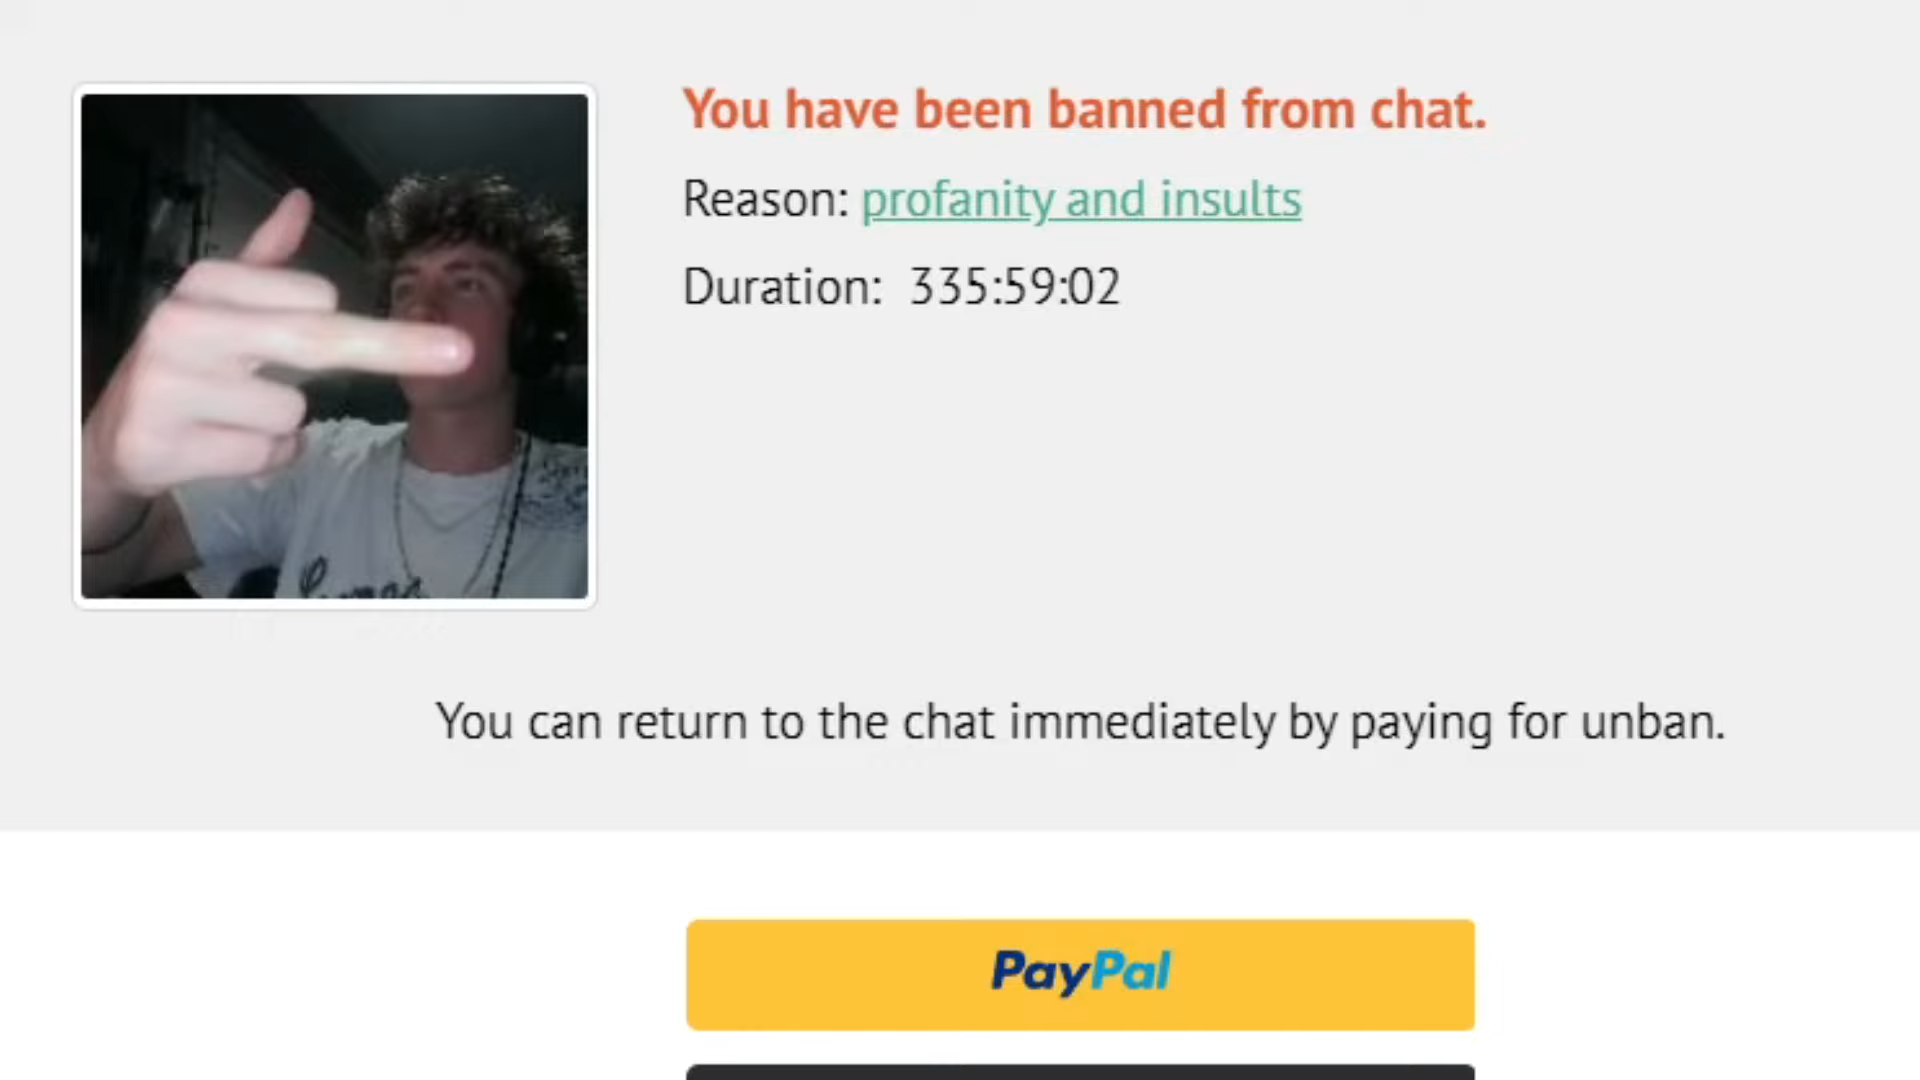 You have been banned from chat.
Reason: profanity and insults
Duration: 335:59:02
You can return to the chat immediately by paying for unban.
PayPal